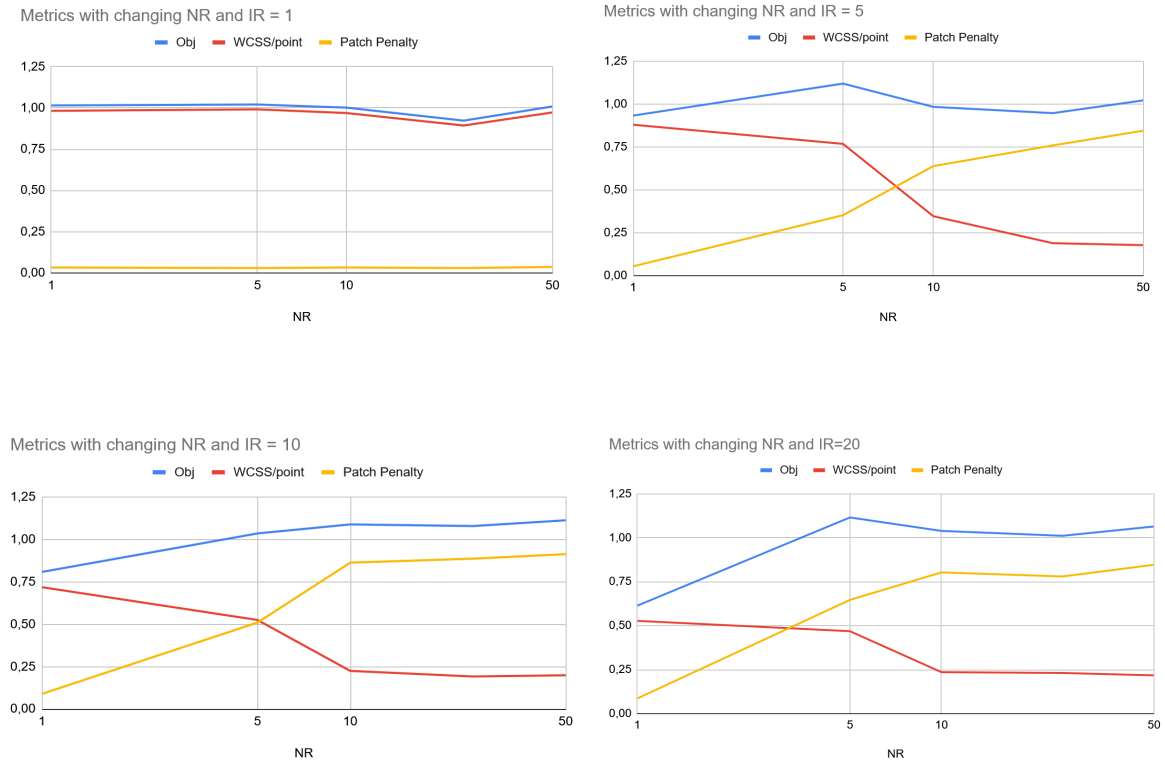 Metrics with changing NR and IR = 1
Obj WCSS/point Patch Penalty
1,25
1,00
0,75
0,50
0,25
0,00
1 5 10 50
NR
Metrics with changing NR and IR = 5
Obj WCSS/point Patch Penalty
1,25
1,00
0,75
0,50
0,25
0,00
1 5 10 50
NR
Metrics with changing NR and IR = 10
Obj WCSS/point Patch Penalty
1,25
1,00
0,75
0,50
0,25
0,00
1 5 10 50
NR
Metrics with changing NR and IR=20
Obj WCSS/point Patch Penalty
1,25
1,00
0,75
0,50
0,25
0,00
1 5 10 50
NR